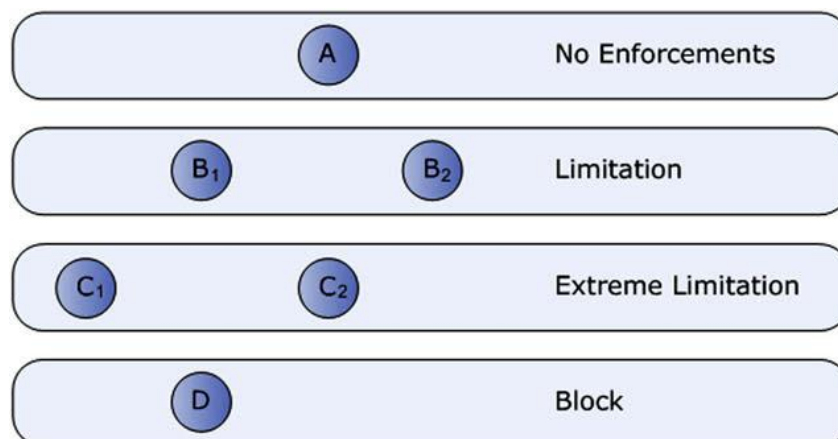 A No Enforcements
B₁ B₂ Limitation
C₁ C₂ Extreme Limitation
D Block